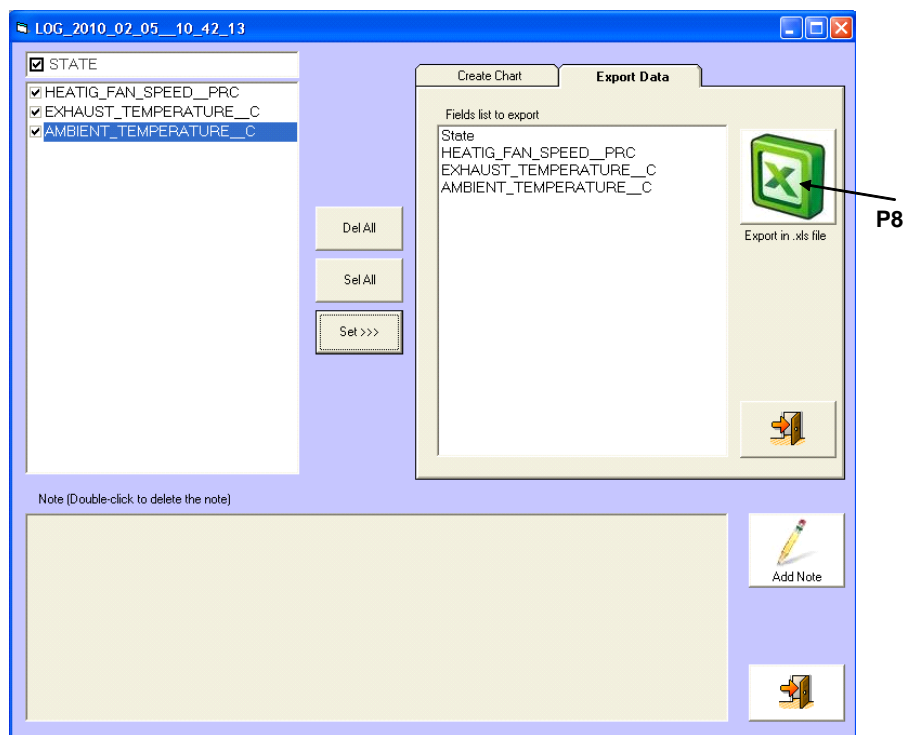 LOG_2010_02_05__10_42_13
STATE
HEATIG_FAN_SPEED__PRC
EXHAUST_TEMPERATURE__C
AMBIENT_TEMPERATURE__C
Del All
Sel All
Set >>>
Create Chart
Export Data
Fields list to export
State
HEATIG_FAN_SPEED__PRC
EXHAUST_TEMPERATURE__C
AMBIENT_TEMPERATURE__C
Export in .xls file
P8
Note (Double-click to delete the note)
Add Note